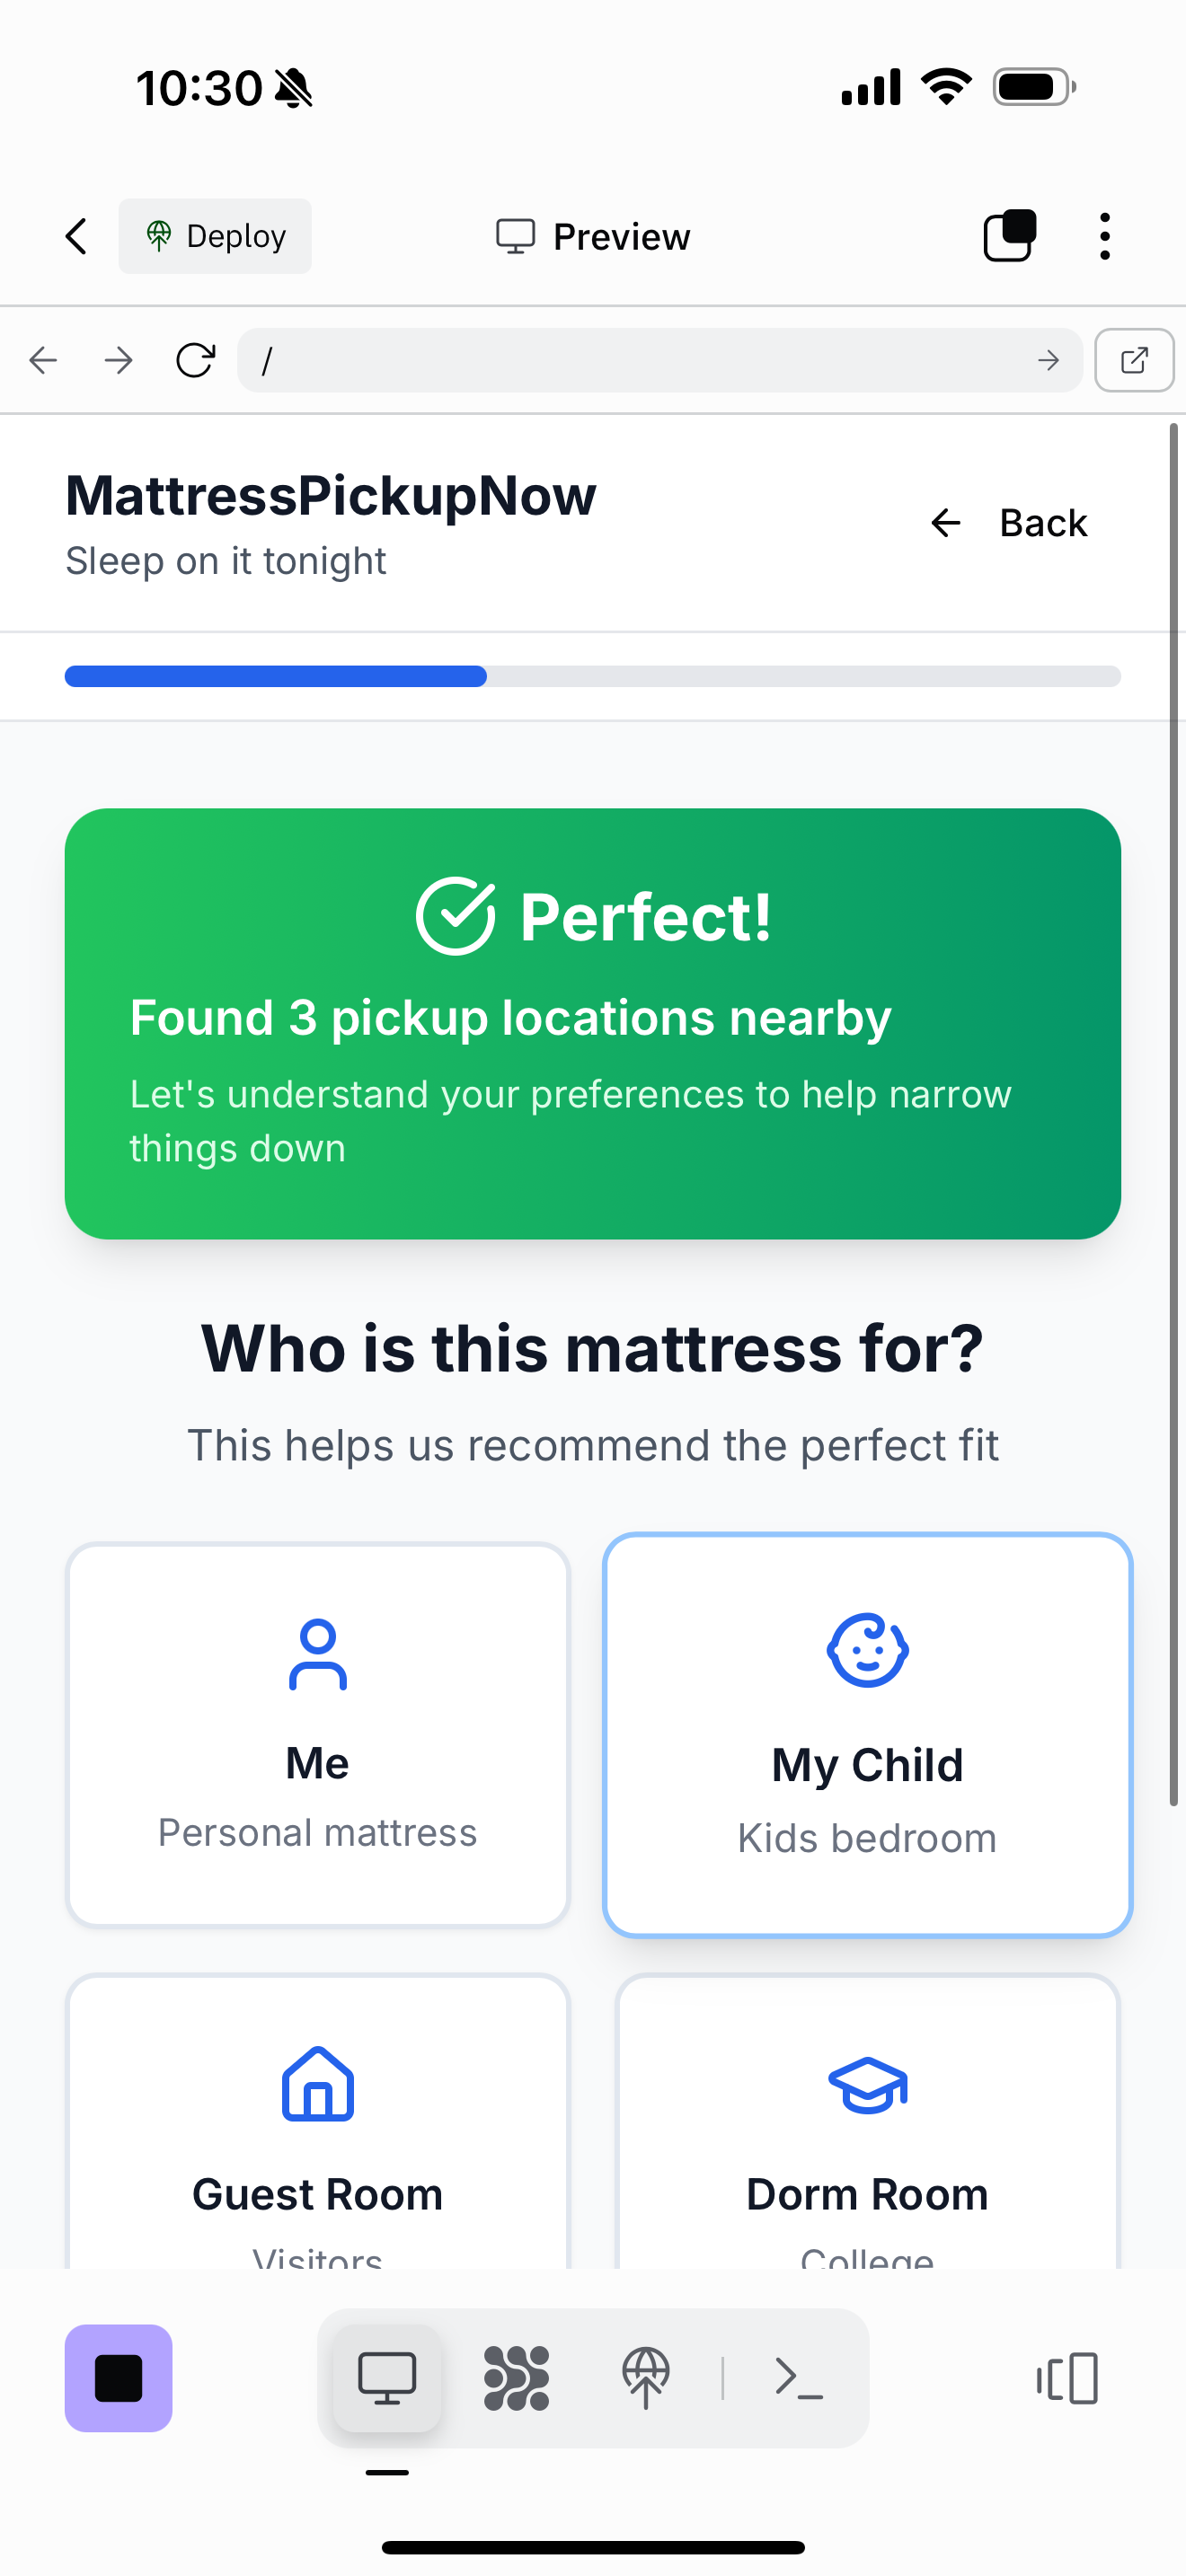 10:30
Deploy
Preview
/
MattressPickupNow
Sleep on it tonight
Back
Perfect!
Found 3 pickup locations nearby
Let's understand your preferences to help narrow
things down
Who is this mattress for?
This helps us recommend the perfect fit
Me
Personal mattress
My Child
Kids bedroom
Guest Room
Visitors
Dorm Room
College